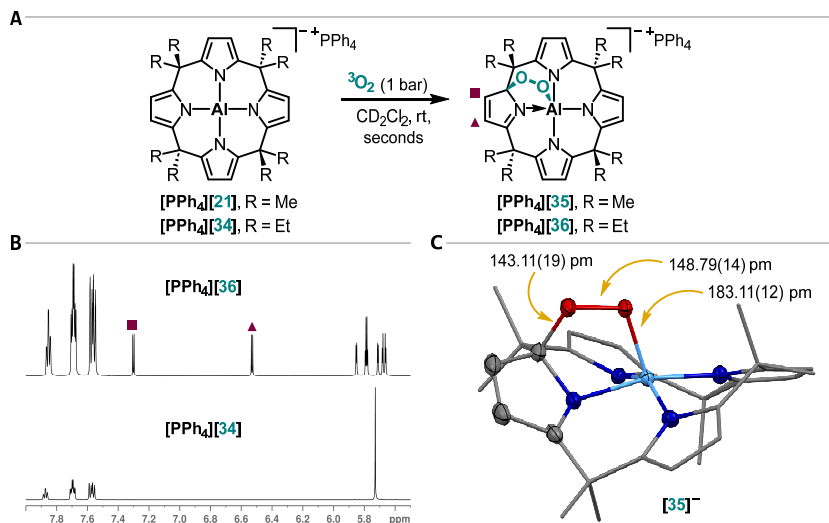 A
R R R R
−+PPh4
N
N Al N
N
R R R R
3O2 (1 bar)
CD2Cl2, rt,
seconds
R R R R
−+PPh4
O O
N
N Al N
N
R R R R
[PPh4][21], R = Me
[PPh4][34], R = Et
[PPh4][35], R = Me
[PPh4][36], R = Et
B
[PPh4][36]
[PPh4][34]
7.8 7.6 7.4 7.2 7.0 6.8 6.6 6.4 6.2 6.0 5.8 ppm
C
143.11(19) pm
148.79(14) pm
183.11(12) pm
[35]−